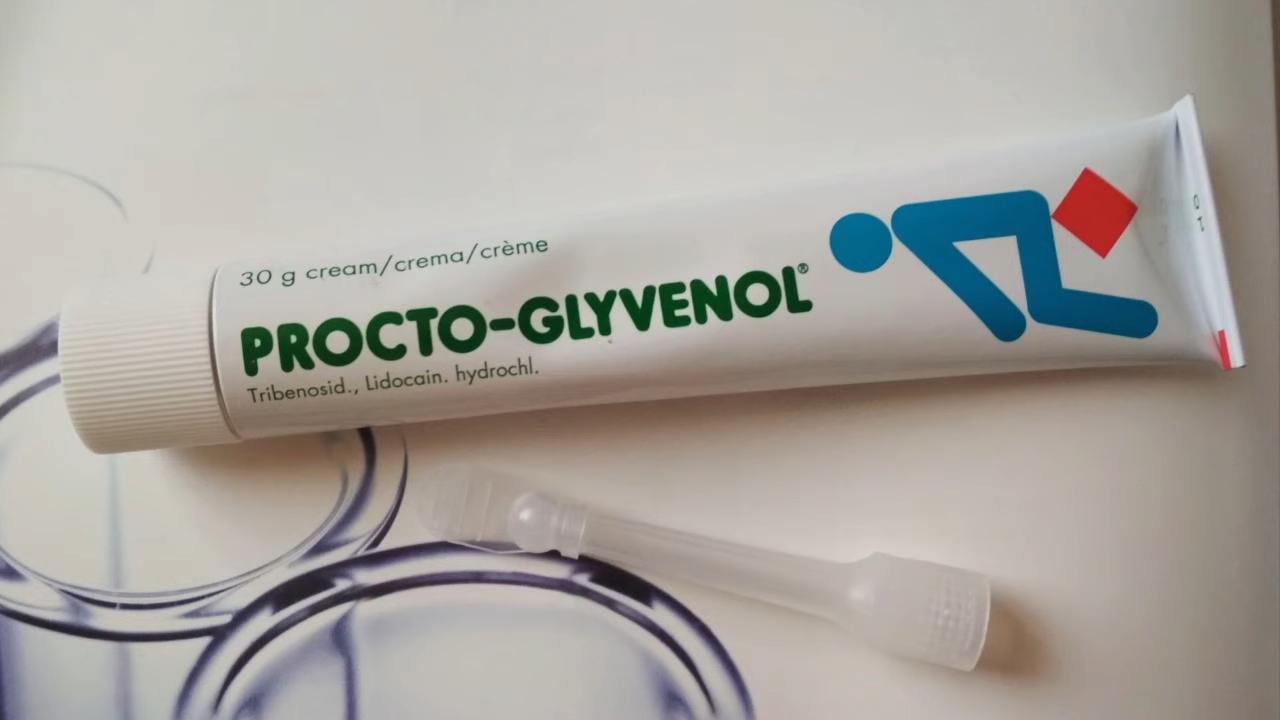 30 g cream/crema/crème
PROCTO-GLYVENOL®
Tribenosid., Lidocain. hydrochl.